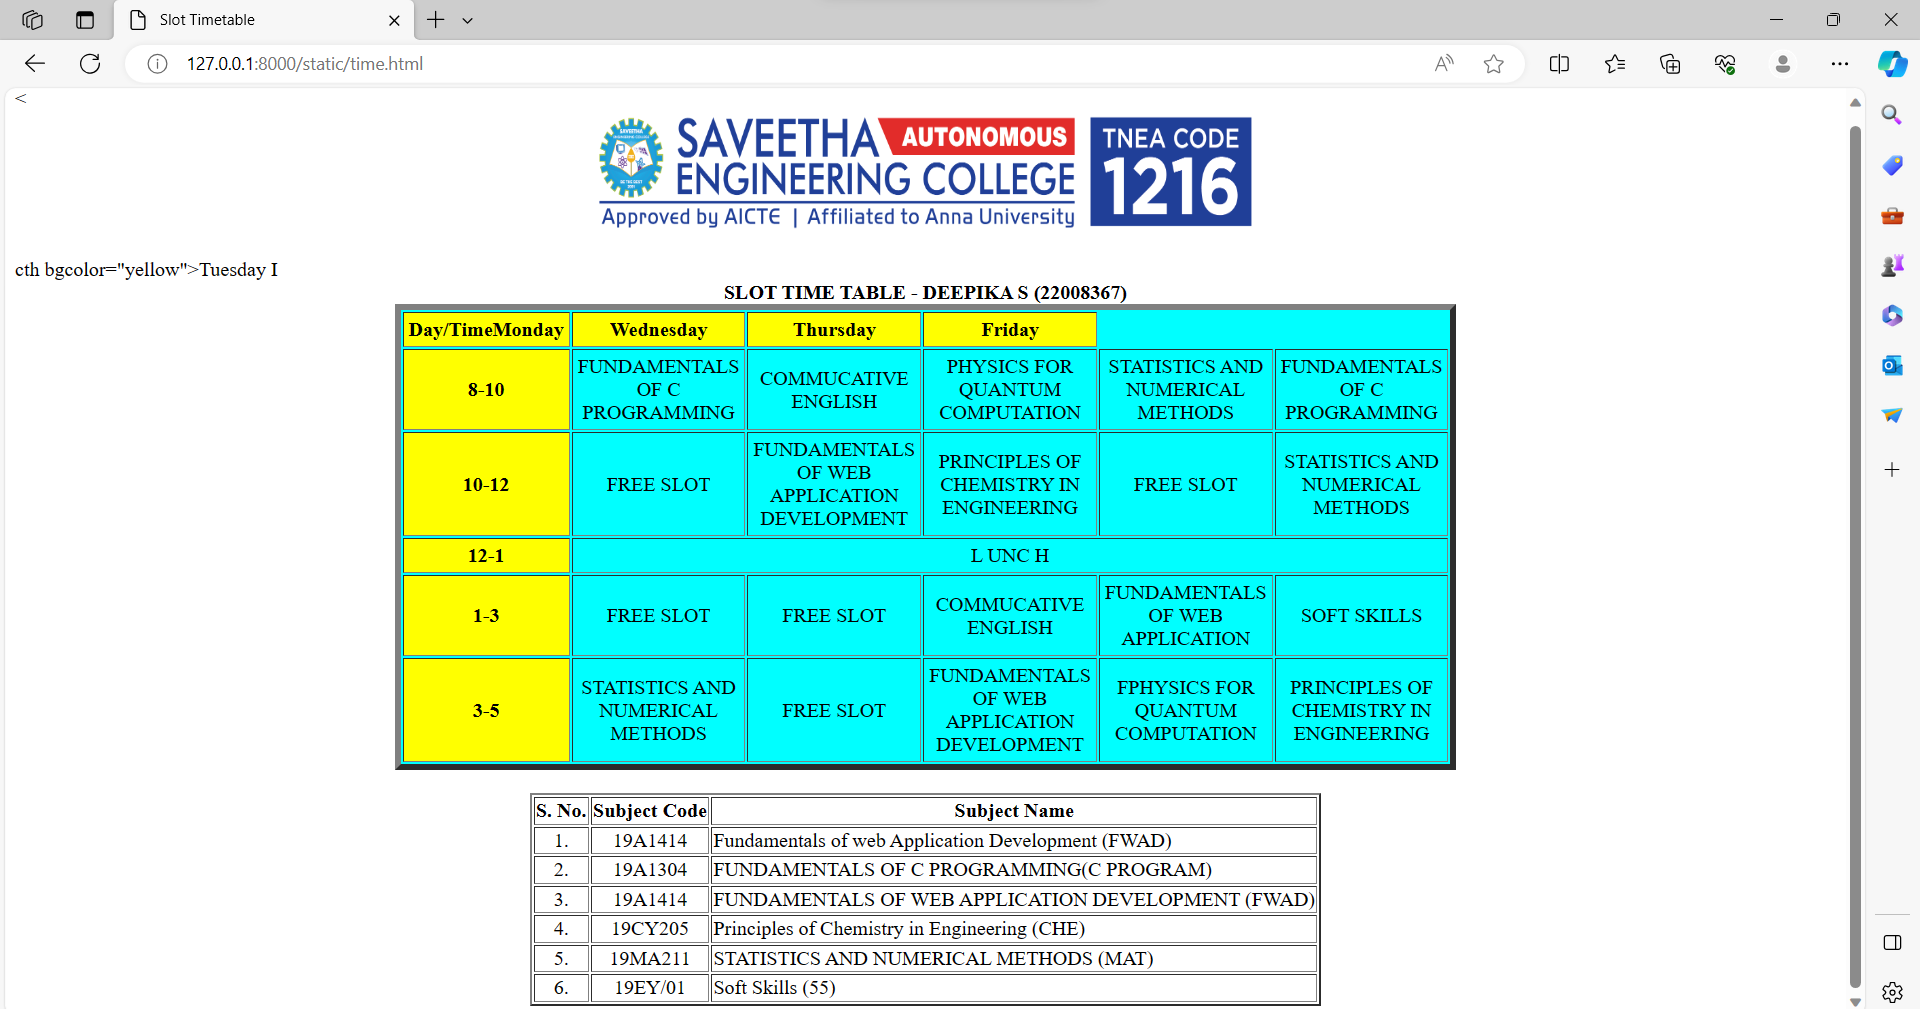 Slot Timetable
127.0.0.1:8000/static/time.html
<
SAVEETHA AUTONOMOUS
ENGINEERING COLLEGE
Approved by AICTE | Affiliated to Anna University
TNEA CODE
1216
cth bgcolor="yellow">Tuesday I
SLOT TIME TABLE - DEEPIKA S (22008367)
Day/TimeMonday Wednesday Thursday Friday
8-10
FUNDAMENTALS
OF C
PROGRAMMING
COMMUCATIVE
ENGLISH
PHYSICS FOR
QUANTUM
COMPUTATION
STATISTICS AND
NUMERICAL
METHODS
FUNDAMENTALS
OF C
PROGRAMMING
10-12
FREE SLOT
FUNDAMENTALS
OF WEB
APPLICATION
DEVELOPMENT
PRINCIPLES OF
CHEMISTRY IN
ENGINEERING
FREE SLOT
STATISTICS AND
NUMERICAL
METHODS
12-1
L UNC H
1-3
FREE SLOT
FREE SLOT
COMMUCATIVE
ENGLISH
FUNDAMENTALS
OF WEB
APPLICATION
SOFT SKILLS
3-5
STATISTICS AND
NUMERICAL
METHODS
FREE SLOT
FUNDAMENTALS
OF WEB
APPLICATION
DEVELOPMENT
FPHYSICS FOR
QUANTUM
COMPUTATION
PRINCIPLES OF
CHEMISTRY IN
ENGINEERING
S. No. Subject Code Subject Name
1. 19A1414 Fundamentals of web Application Development (FWAD)
2. 19A1304 FUNDAMENTALS OF C PROGRAMMING(C PROGRAM)
3. 19A1414 FUNDAMENTALS OF WEB APPLICATION DEVELOPMENT (FWAD)
4. 19CY205 Principles of Chemistry in Engineering (CHE)
5. 19MA211 STATISTICS AND NUMERICAL METHODS (MAT)
6. 19EY/01 Soft Skills (55)